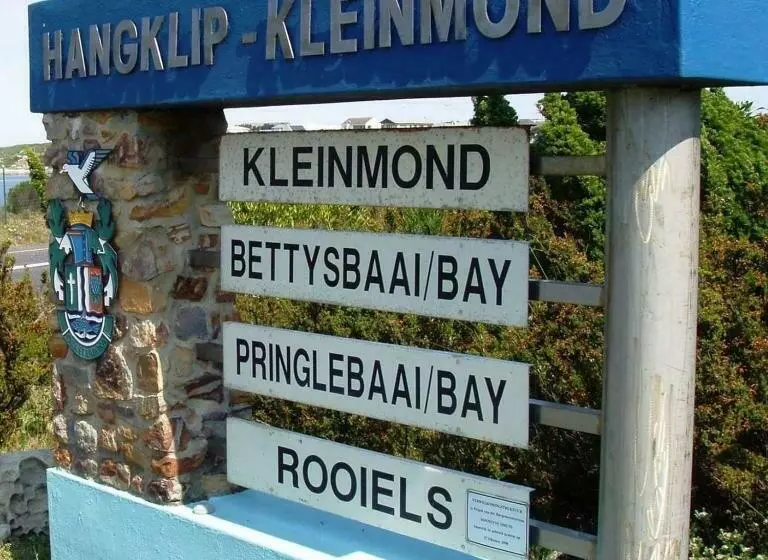 HANGKLIP-KLEINMOND
KLEINMOND
BETTYSBAAI/BAY
PRINGLEBAAI/BAY
ROOIELS